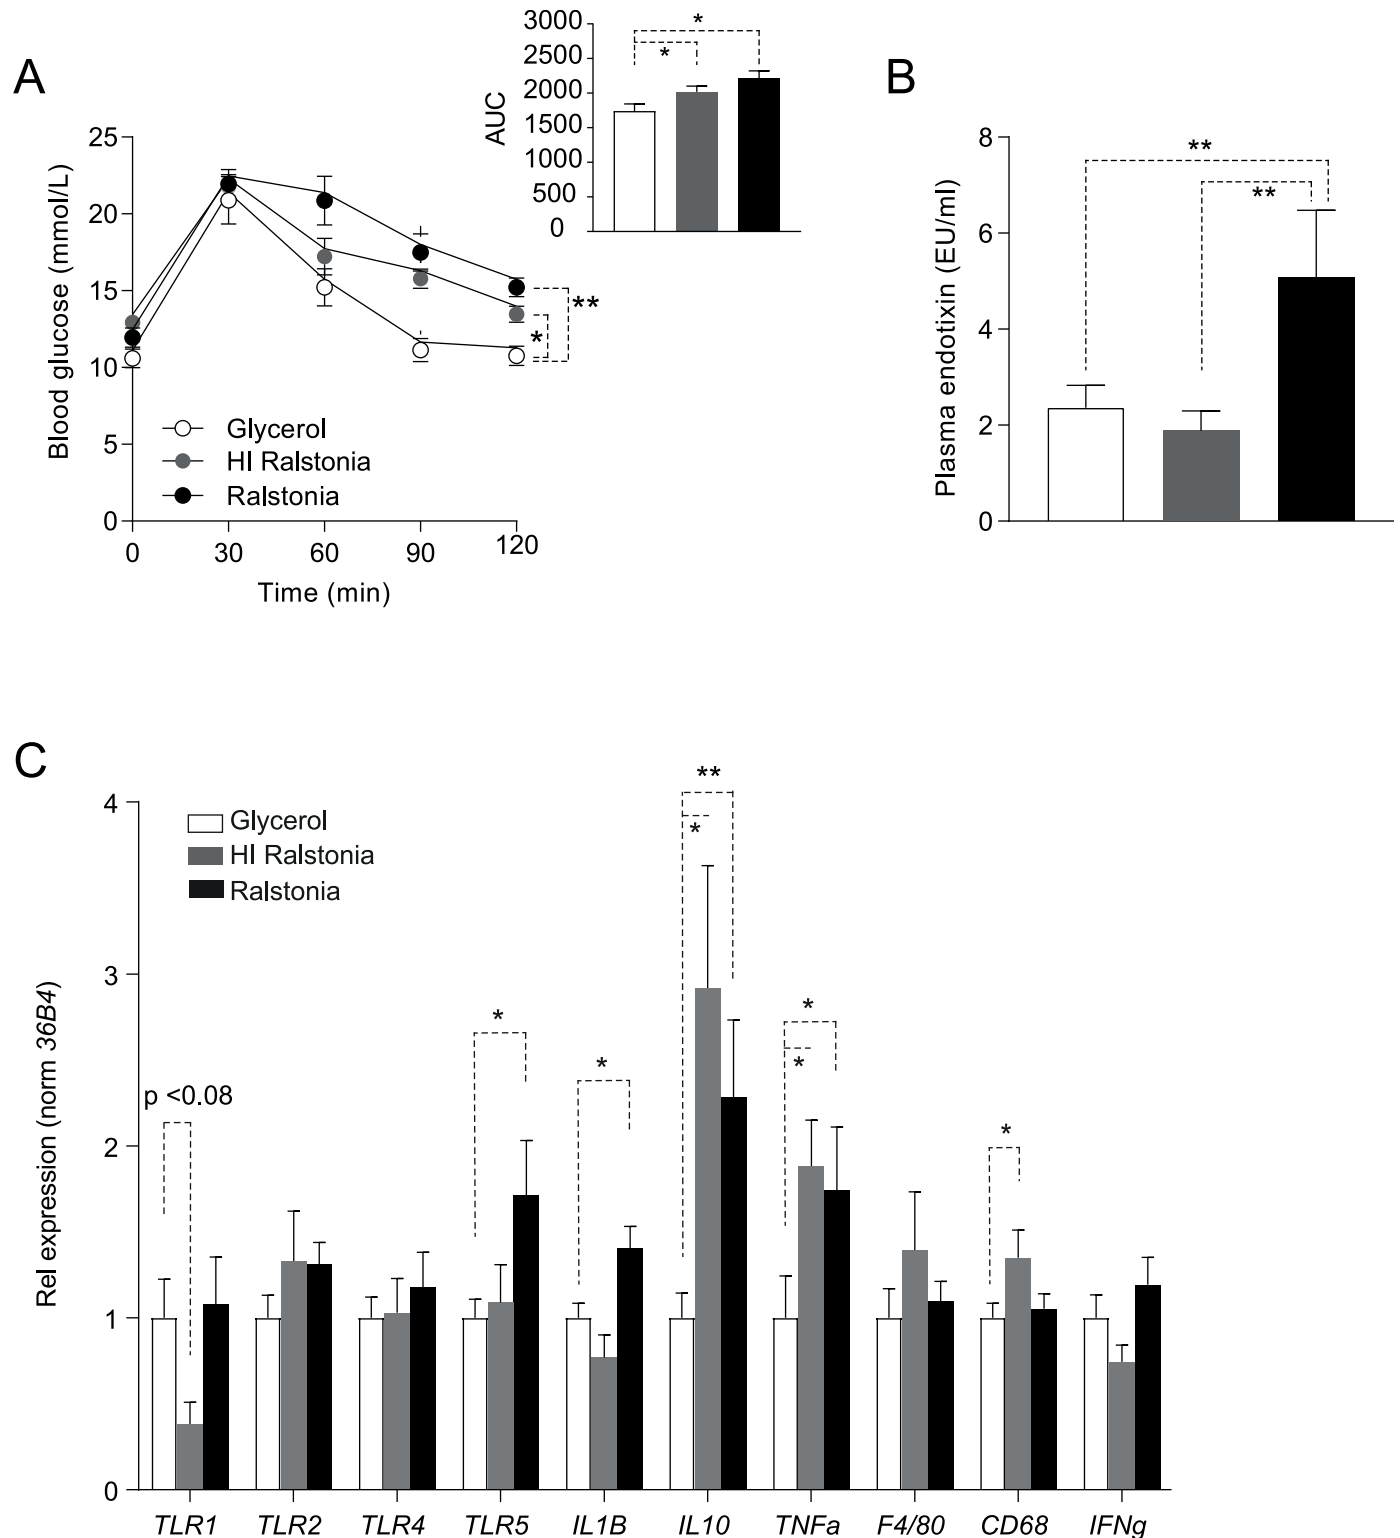 A
25
20
15
10
5
0
Blood glucose (mmol/L)
0 30 60 90 120
Time (min)
Glycerol
HI Ralstonia
Ralstonia
*
**
3000
2500
2000
1500
1000
500
0
AUC
*
*
B
8
6
4
2
0
Plasma endotixin (EU/ml)
**
**
C
4
3
2
1
0
Rel expression (norm 36B4)
Glycerol
HI Ralstonia
Ralstonia
p <0.08
*
*
**
*
*
*
*
TLR1 TLR2 TLR4 TLR5 IL1B IL10 TNFa F4/80 CD68 IFNg